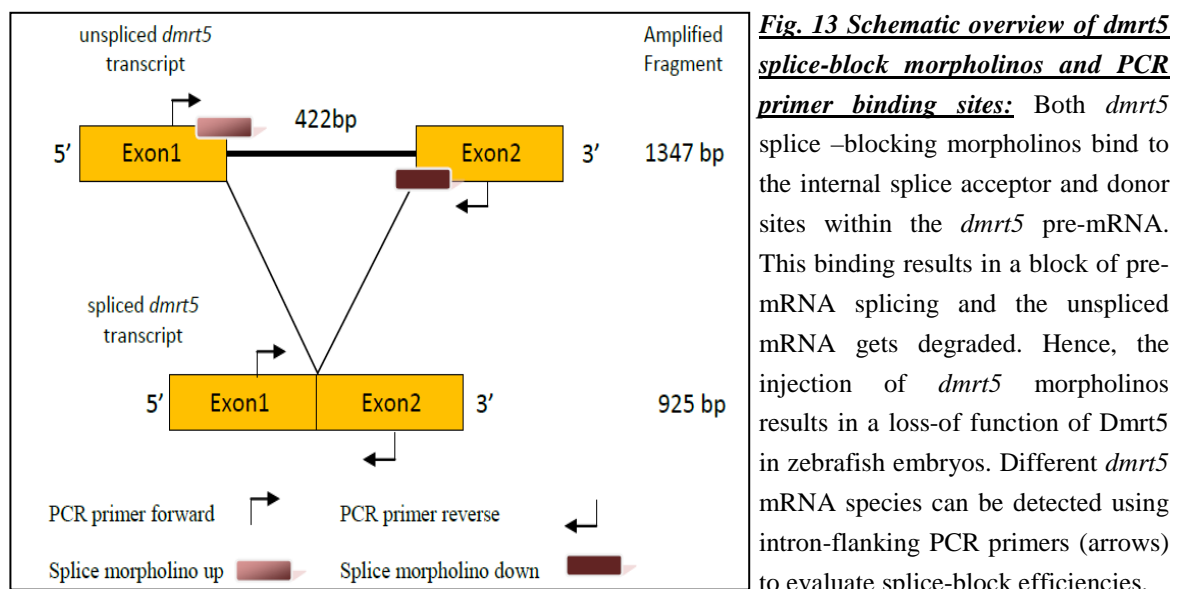 unspliced dmrt5
transcript
Amplified
Fragment
422bp
5’ Exon1 Exon2 3’ 1347 bp
spliced dmrt5
transcript
5’ Exon1 Exon2 3’ 925 bp
PCR primer forward PCR primer reverse
Splice morpholino up Splice morpholino down
Fig. 13 Schematic overview of dmrt5
splice-block morpholinos and PCR
primer binding sites: Both dmrt5
splice –blocking morpholinos bind to
the internal splice acceptor and donor
sites within the dmrt5 pre-mRNA.
This binding results in a block of pre-
mRNA splicing and the unspliced
mRNA gets degraded. Hence, the
injection of dmrt5 morpholinos
results in a loss-of function of Dmrt5
in zebrafish embryos. Different dmrt5
mRNA species can be detected using
intron-flanking PCR primers (arrows)
to evaluate splice-block efficiencies.